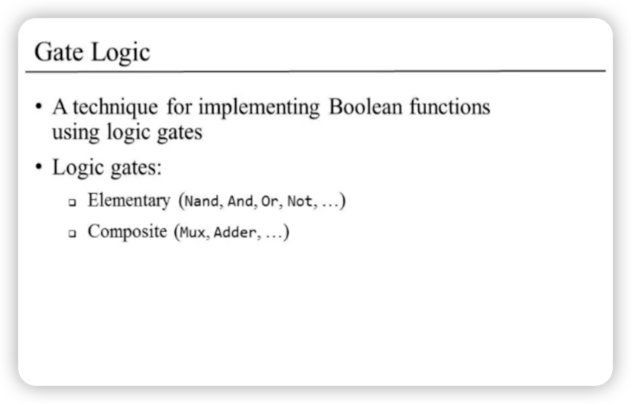 Gate Logic
• A technique for implementing Boolean functions
using logic gates
• Logic gates:
❑ Elementary (Nand, And, Or, Not, …)
❑ Composite (Mux, Adder, …)